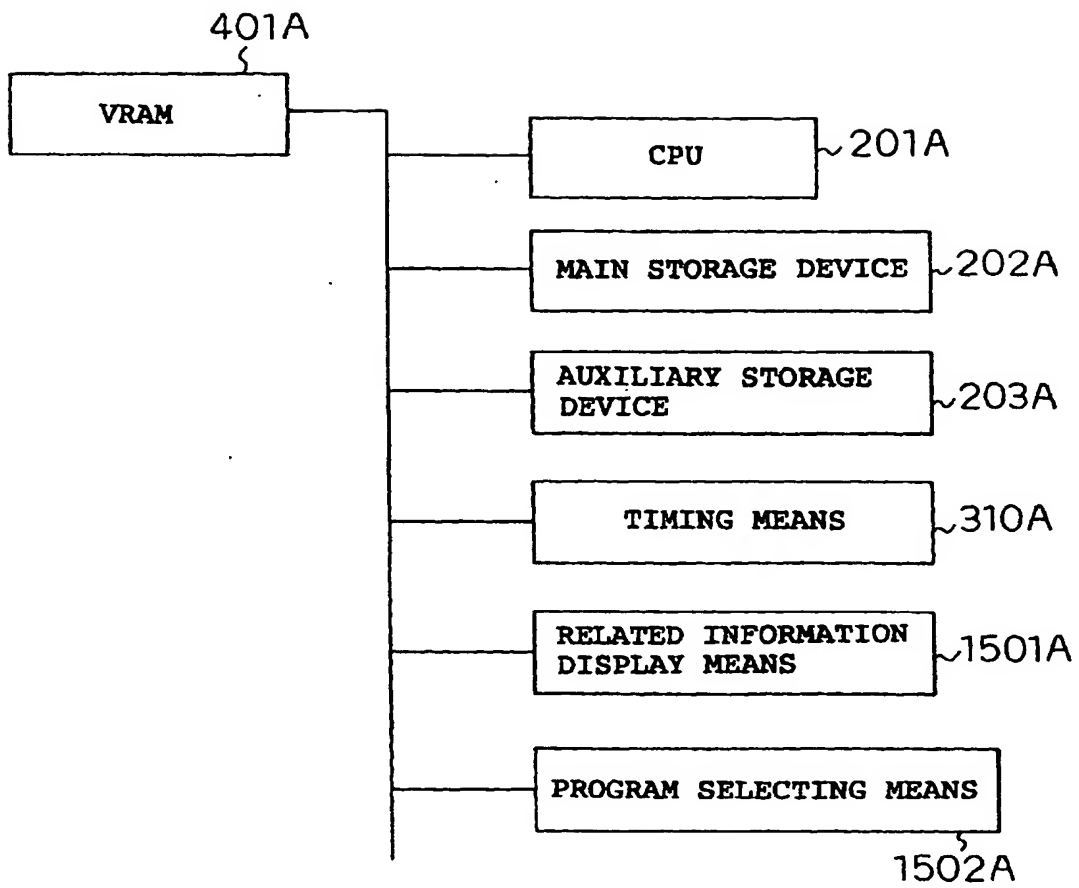 401A
VRAM
CPU
201A
MAIN STORAGE DEVICE
202A
AUXILIARY STORAGE
DEVICE
203A
TIMING MEANS
310A
RELATED INFORMATION
DISPLAY MEANS
1501A
PROGRAM SELECTING MEANS
1502A